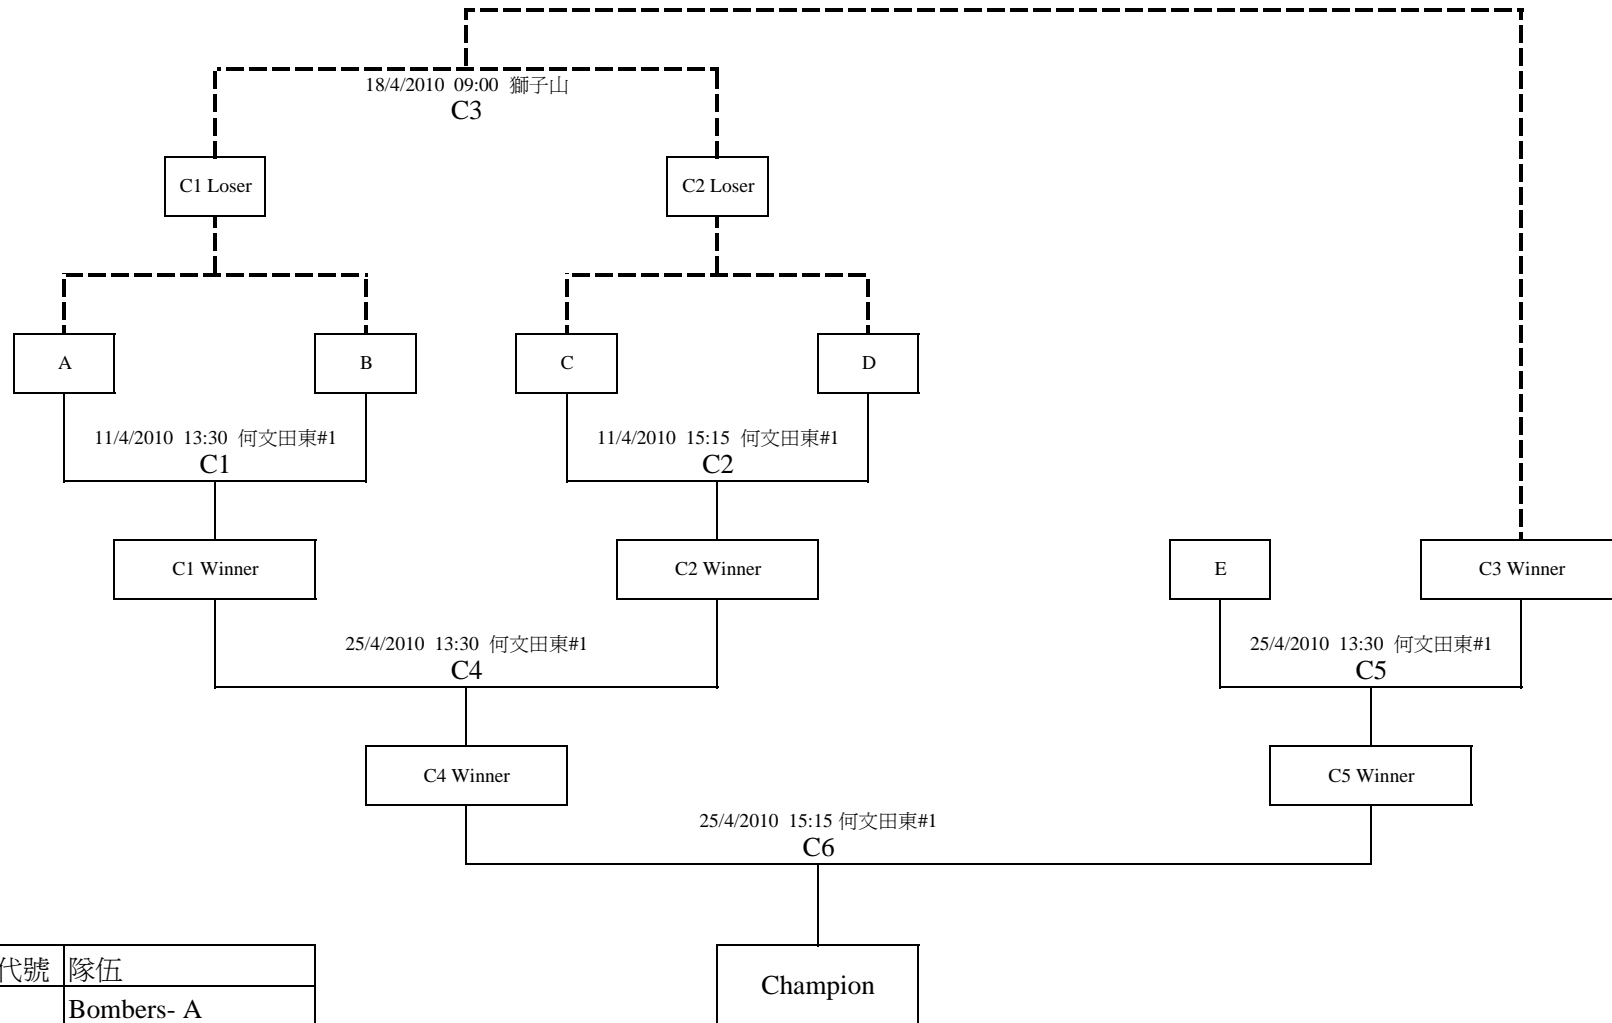 18/4/2010 09:00 獅子山
C3
C1 Loser
C2 Loser
A
B
C
D
11/4/2010 13:30 何文田東#1
C1
11/4/2010 15:15 何文田東#1
C2
C1 Winner
C2 Winner
E
C3 Winner
25/4/2010 13:30 何文田東#1
C4
25/4/2010 13:30 何文田東#1
C5
C4 Winner
C5 Winner
25/4/2010 15:15 何文田東#1
C6
Champion
代號 隊伍
Bombers- A